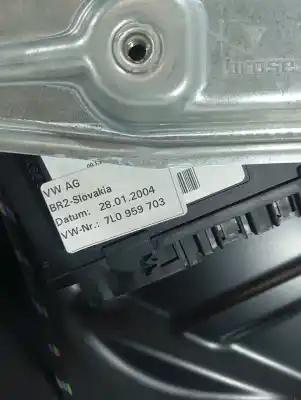 VW AG
BR2-Slovakia
Datum: 28.01.2004
VW-Nr.: 7L0 959 703